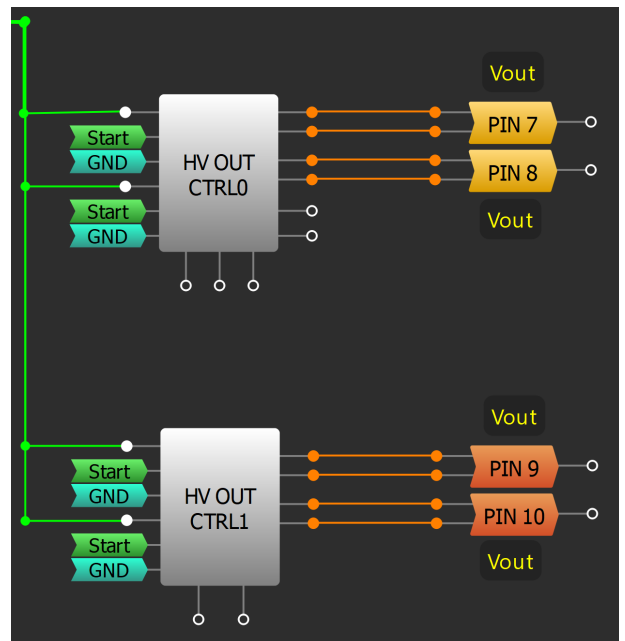 Vout
PIN 7
Start
GND
HV OUT
CTRL0
PIN 8
Start
GND
Vout
Vout
PIN 9
Start
GND
HV OUT
CTRL1
PIN 10
Start
GND
Vout